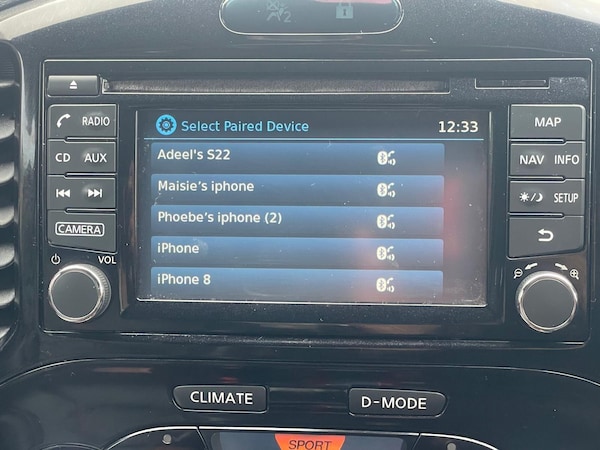 2
RADIO
CD AUX
CAMERA
VOL
Select Paired Device 12:33
Adeel's S22
Maisie's iphone
Phoebe's iphone (2)
iPhone
iPhone 8
MAP
NAV INFO
SETUP
CLIMATE
D-MODE
SPORT